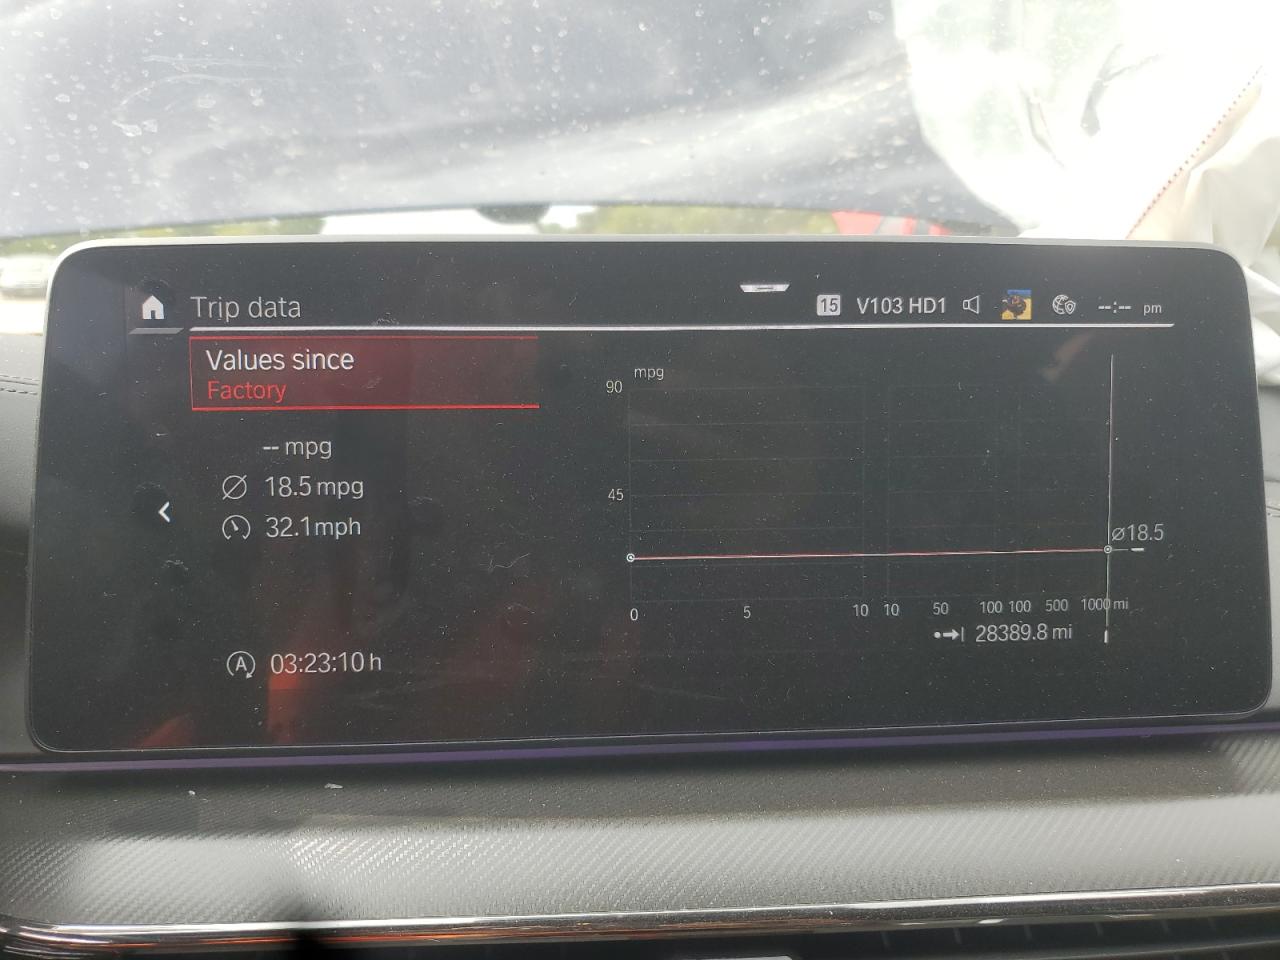 Trip data
15 V103 HD1 --:-- pm
Values since
Factory
-- mpg
Ø 18.5 mpg
32.1 mph
A 03:23:10 h
mpg
90
45
Ø18.5
0 5 10 10 50 100 100 500 1000 mi
28389.8 mi